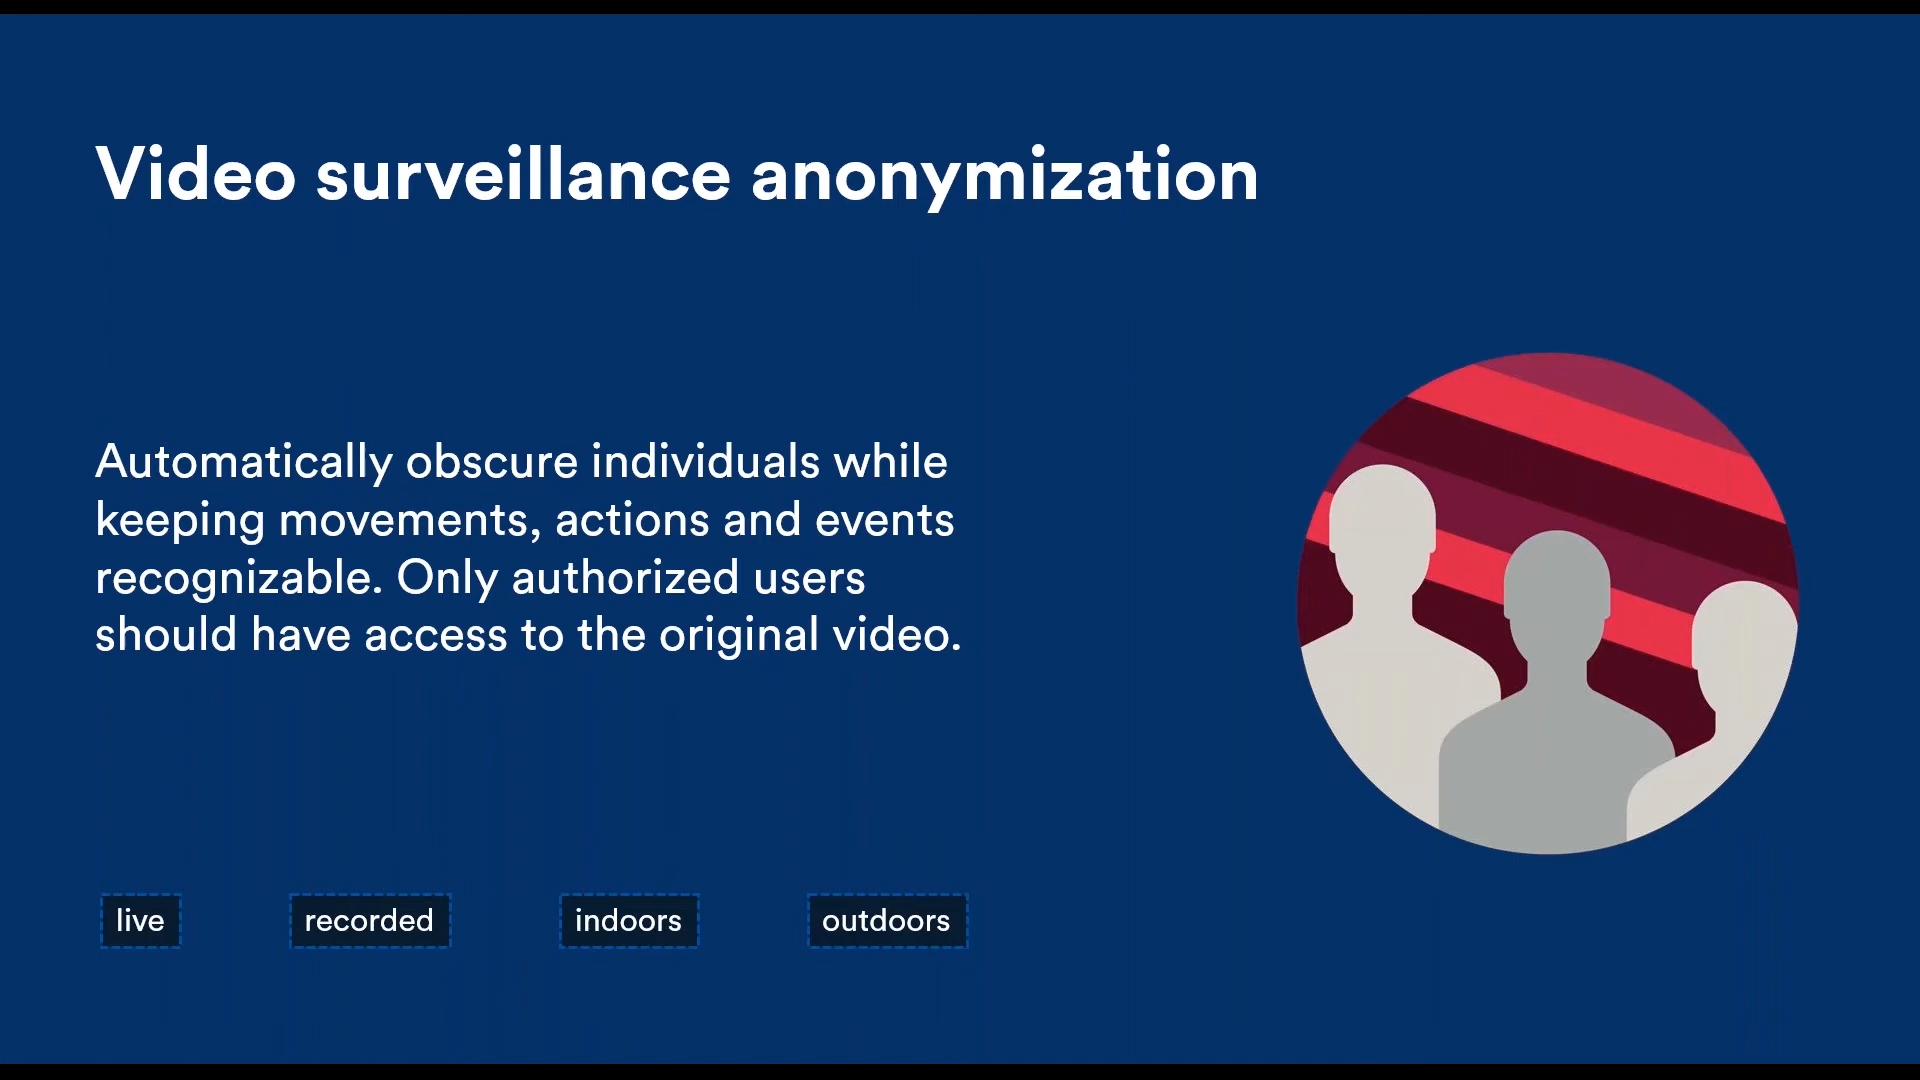 Video surveillance anonymization
Automatically obscure individuals while
keeping movements, actions and events
recognizable. Only authorized users
should have access to the original video.
live
recorded
indoors
outdoors